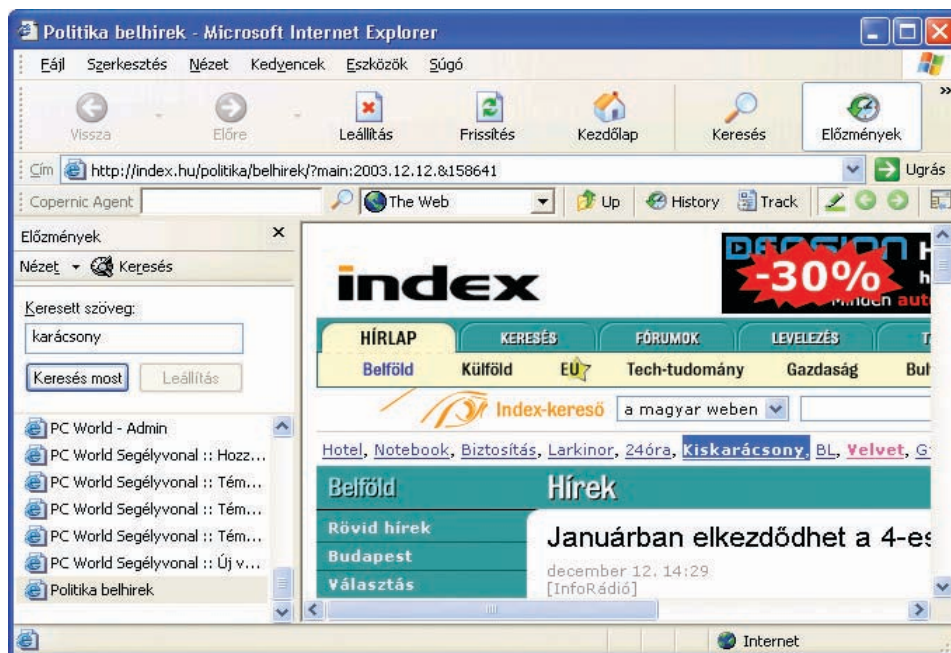 Politika belhirek - Microsoft Internet Explorer
Fájl Szerkesztés Nézet Kedvencek Eszközök Súgó
Vissza Előre Leállítás Frissítés Kezdőlap Keresés Előzmények »
Cím http://index.hu/politika/belhirek/?main:2003.12.12.&158641 Ugrás
Copernic Agent The Web Up History Track
Előzmények
Nézet Keresés
Keresett szöveg:
karácsony
Keresés most Leállítás
PC World - Admin
PC World Segélyvonal :: Hozz...
PC World Segélyvonal :: Tém...
PC World Segélyvonal :: Tém...
PC World Segélyvonal :: Tém...
PC World Segélyvonal :: Új v...
Politika belhirek
index
-30%
Minden
HÍRLAP KERESÉS FÓRUMOK LEVELEZÉS
Belföld Külföld EU Tech-tudomány Gazdaság
Index-kereső a magyar weben
Hotel, Notebook, Biztosítás, Larkinor, 24óra, Kiskarácsony, BL, Velvet,
Belföld
Rövid hírek
Budapest
Választás
Hírek
Januárban elkezdődhet a 4-es
december 12. 14:29
[InfoRádió]
Internet